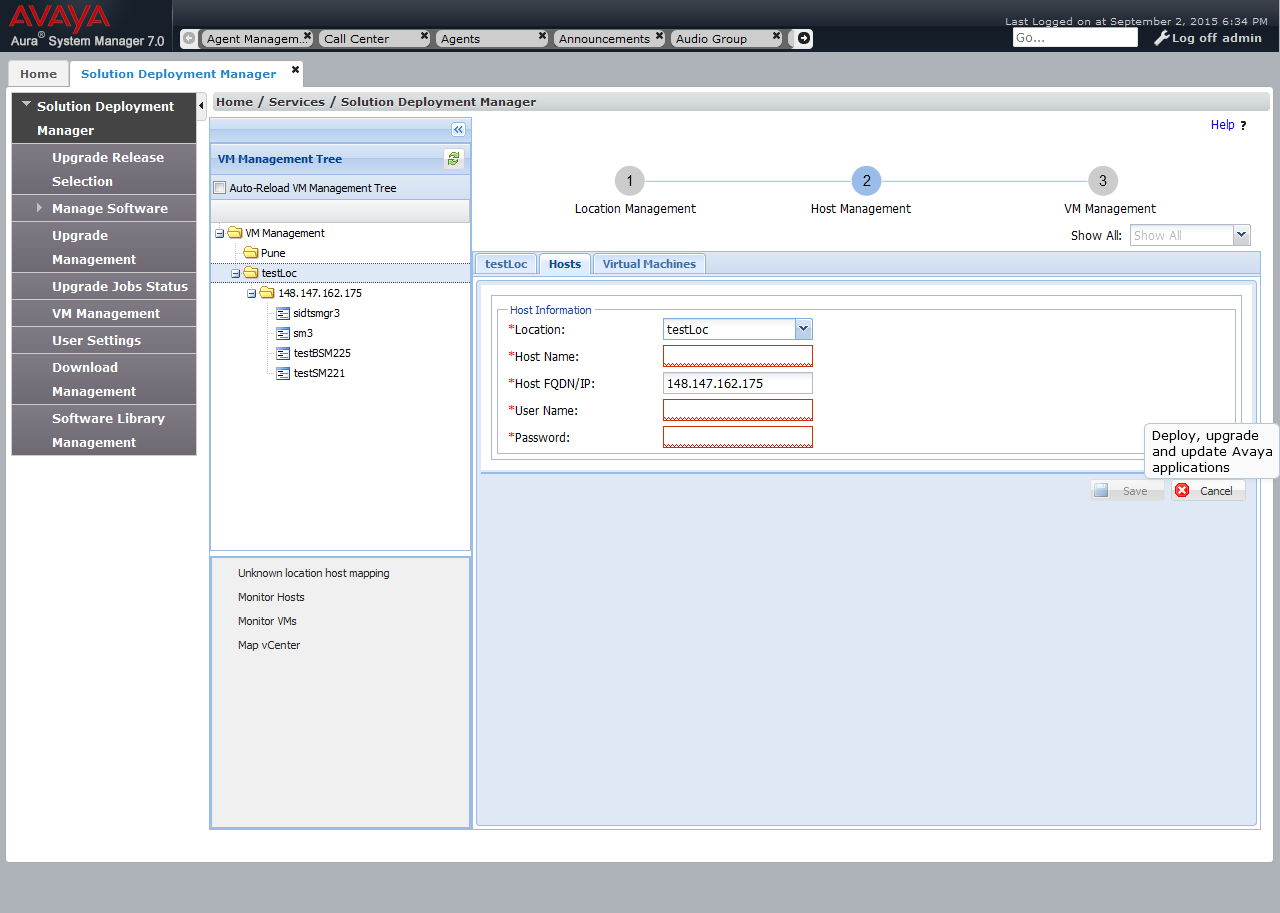 AVAYA
Aura® System Manager 7.0
Last Logged on at September 2, 2015 6:34 PM
Agent Managem...
Call Center
Agents
Announcements
Audio Group
Go...
Log off admin
Home
Solution Deployment Manager
Solution Deployment
Manager
Upgrade Release
Selection
Manage Software
Upgrade
Management
Upgrade Jobs Status
VM Management
User Settings
Download
Management
Software Library
Management
Home / Services / Solution Deployment Manager
Help ?
VM Management Tree
Auto-Reload VM Management Tree
VM Management
Pune
testLoc
148.147.162.175
sidtsmgr3
sm3
testBSM225
testSM221
Unknown location host mapping
Monitor Hosts
Monitor VMs
Map vCenter
1
2
3
Location Management
Host Management
VM Management
Show All: Show All
testLoc
Hosts
Virtual Machines
Host Information
*Location: testLoc
*Host Name:
*Host FQDN/IP: 148.147.162.175
*User Name:
*Password:
Deploy, upgrade
and update Avaya
applications
Save
Cancel